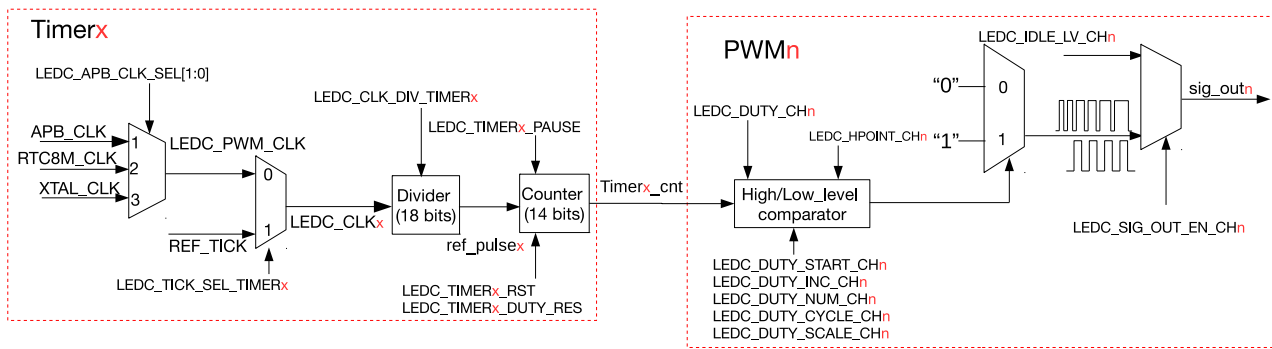 Timerx
LEDC_APB_CLK_SEL[1:0]
APB_CLK
RTC8M_CLK
XTAL_CLK
1
2
3
LEDC_PWM_CLK
0
1
REF_TICK
LEDC_TICK_SEL_TIMERx
LEDC_CLKx
LEDC_CLK_DIV_TIMERx
Divider
(18 bits)
ref_pulsex
LEDC_TIMERx_PAUSE
Counter
(14 bits)
LEDC_TIMERx_RST
LEDC_TIMERx_DUTY_RES
Timerx_cnt
PWMn
LEDC_DUTY_CHn
LEDC_HPOINT_CHn
High/Low_level
comparator
LEDC_DUTY_START_CHn
LEDC_DUTY_INC_CHn
LEDC_DUTY_NUM_CHn
LEDC_DUTY_CYCLE_CHn
LEDC_DUTY_SCALE_CHn
“0”
“1”
0
1
LEDC_IDLE_LV_CHn
sig_outn
LEDC_SIG_OUT_EN_CHn